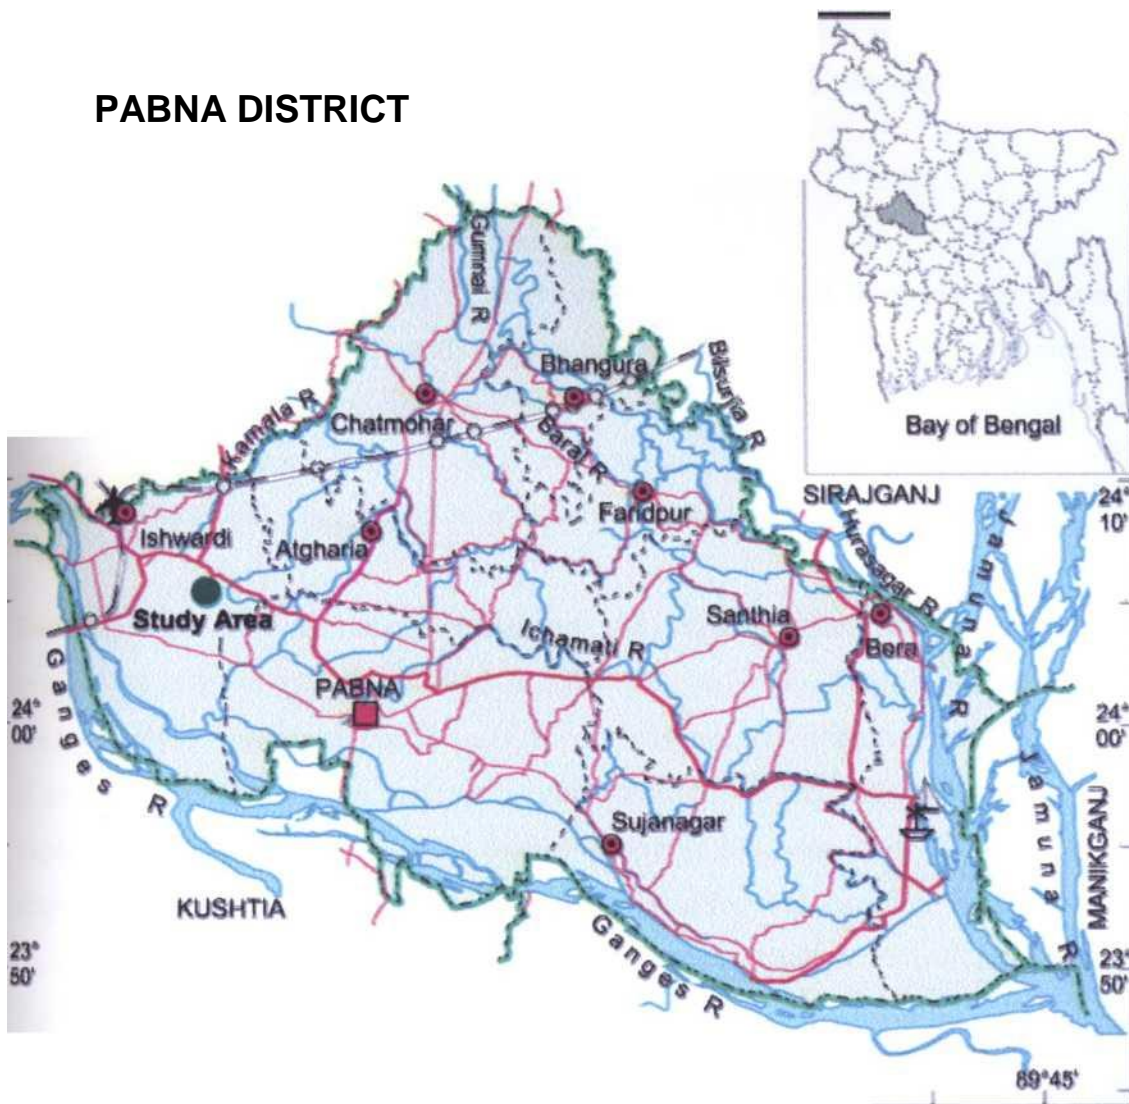 PABNA DISTRICT
Gumnai R
Bhangura
Bilsurjia R
Bay of Bengal
Kamala R
Chatmohar
Baral R
SIRAJGANJ
24°
10'
Ishwardi
Atgharia
Faridpur
Hurasagar R
Jamuna R
Study Area
Santhia
Bera
Ichamati R
Ganges R
PABNA
24°
00'
24°
00'
Jamuna R
MANIKGANJ
Sujanagar
KUSHTIA
Ganges R
23°
50'
23°
50'
89°45'